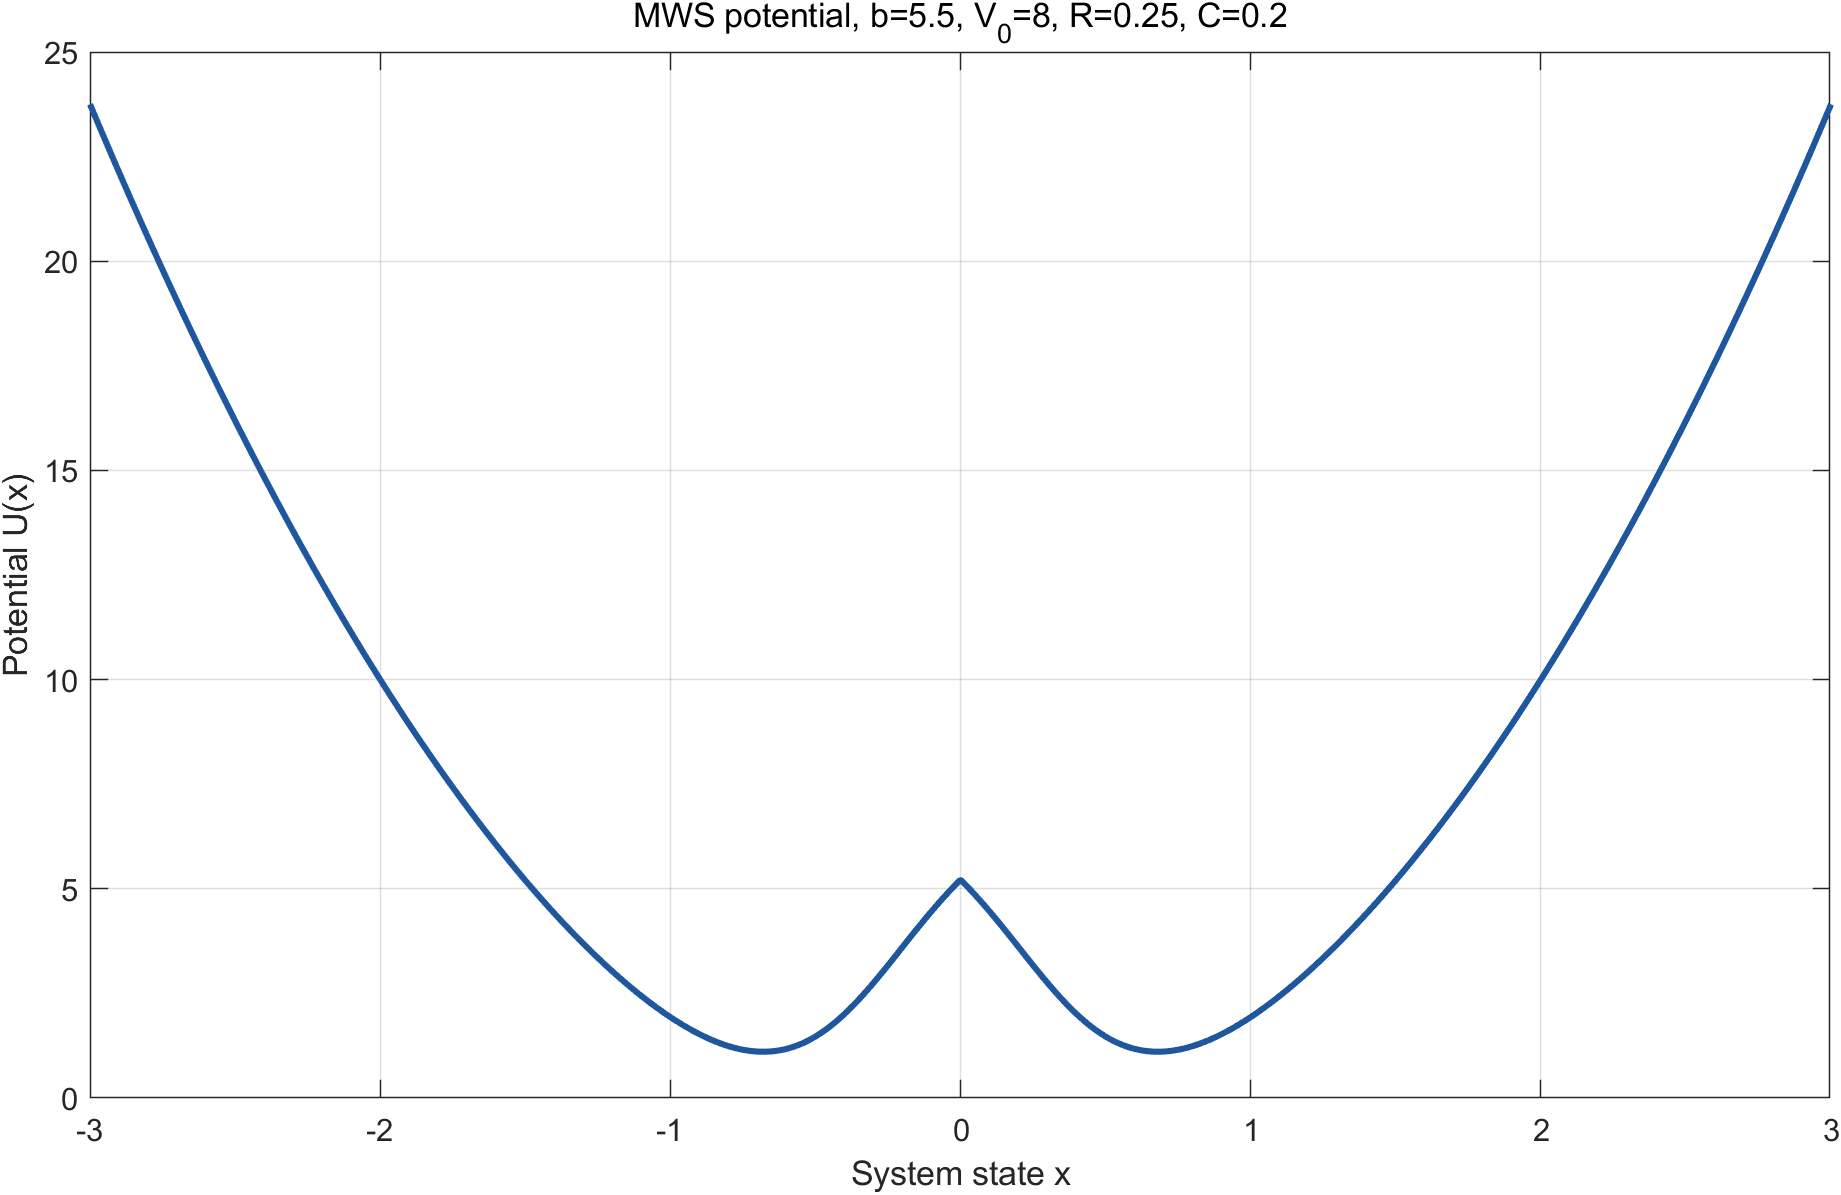 MWS potential, b=5.5, V_0=8, R=0.25, C=0.2
25
20
15
10
5
0
Potential U(x)
-3 -2 -1 0 1 2 3
System state x